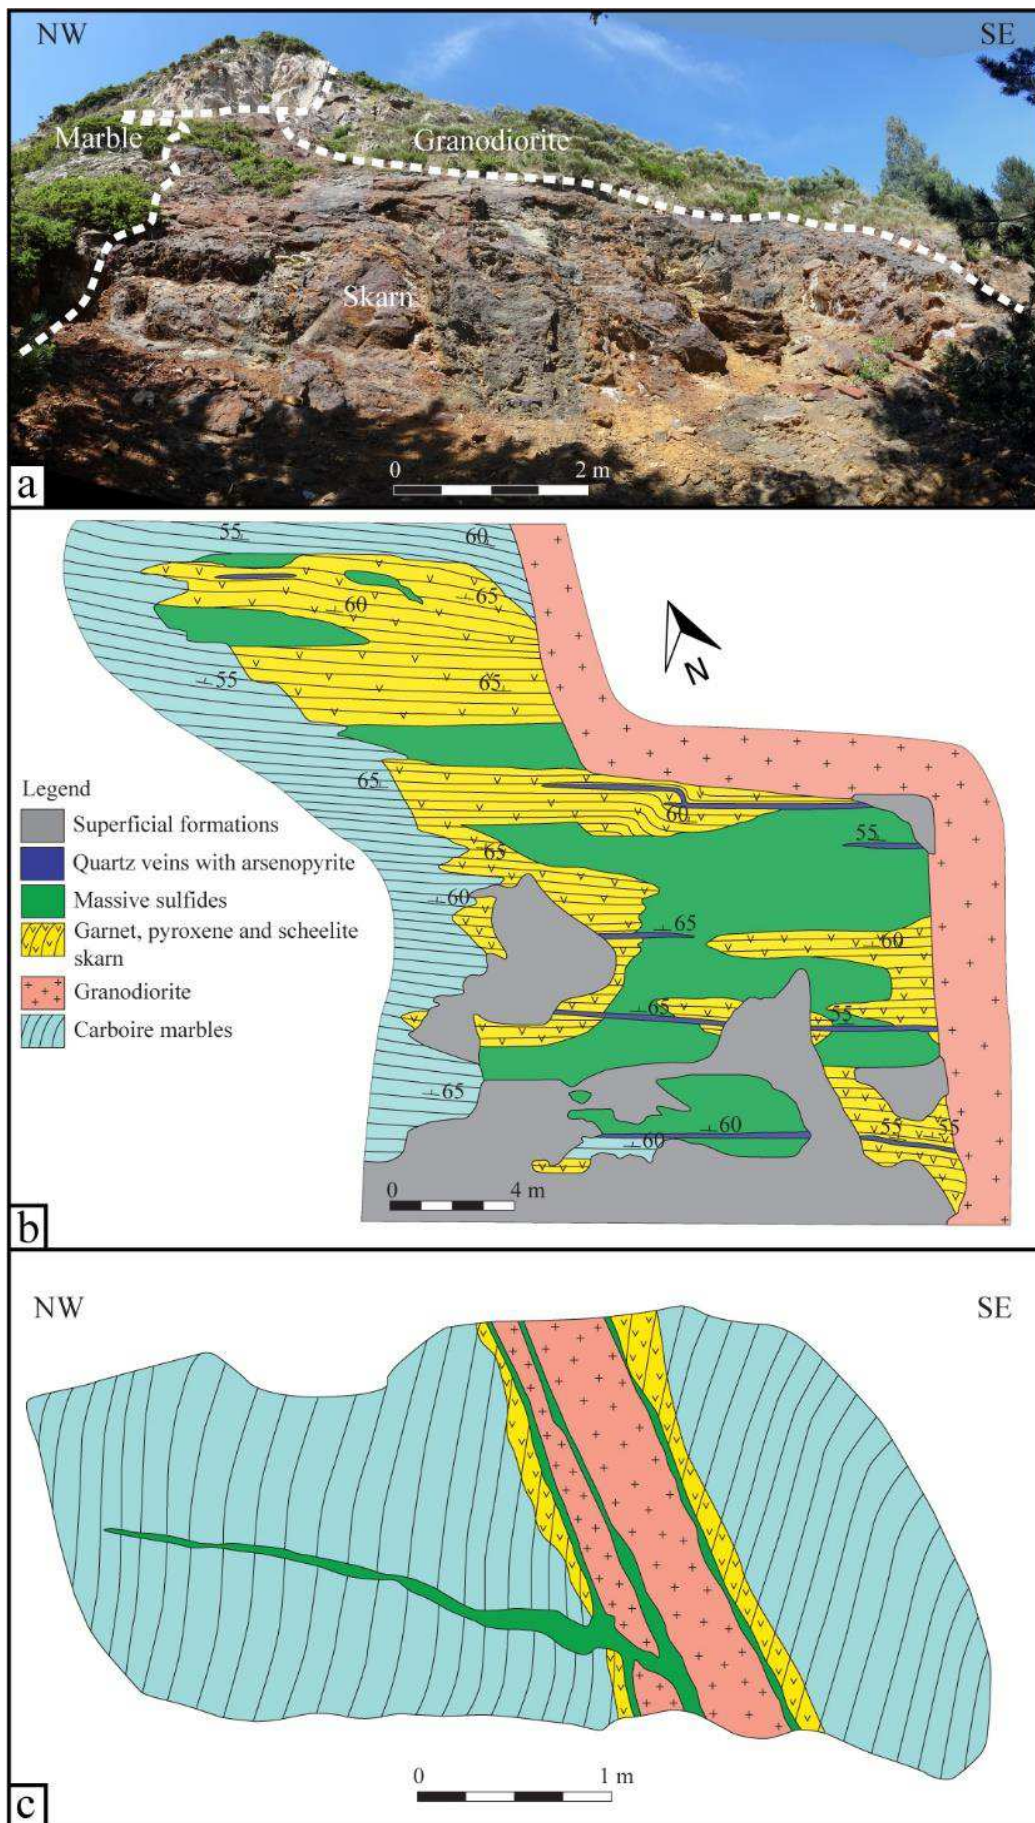 NW
SE
Marble
Granodiorite
Skarn
0
2 m
a
55
60
65
60
N
55
65
65
Legend
Superficial formations
Quartz veins with arsenopyrite
Massive sulfides
Garnet, pyroxene and scheelite
skarn
Granodiorite
Carboire marbles
60
55
65
60
65
60
65
55
65
60
60
55
55
0
4 m
b
NW
SE
0
1 m
c